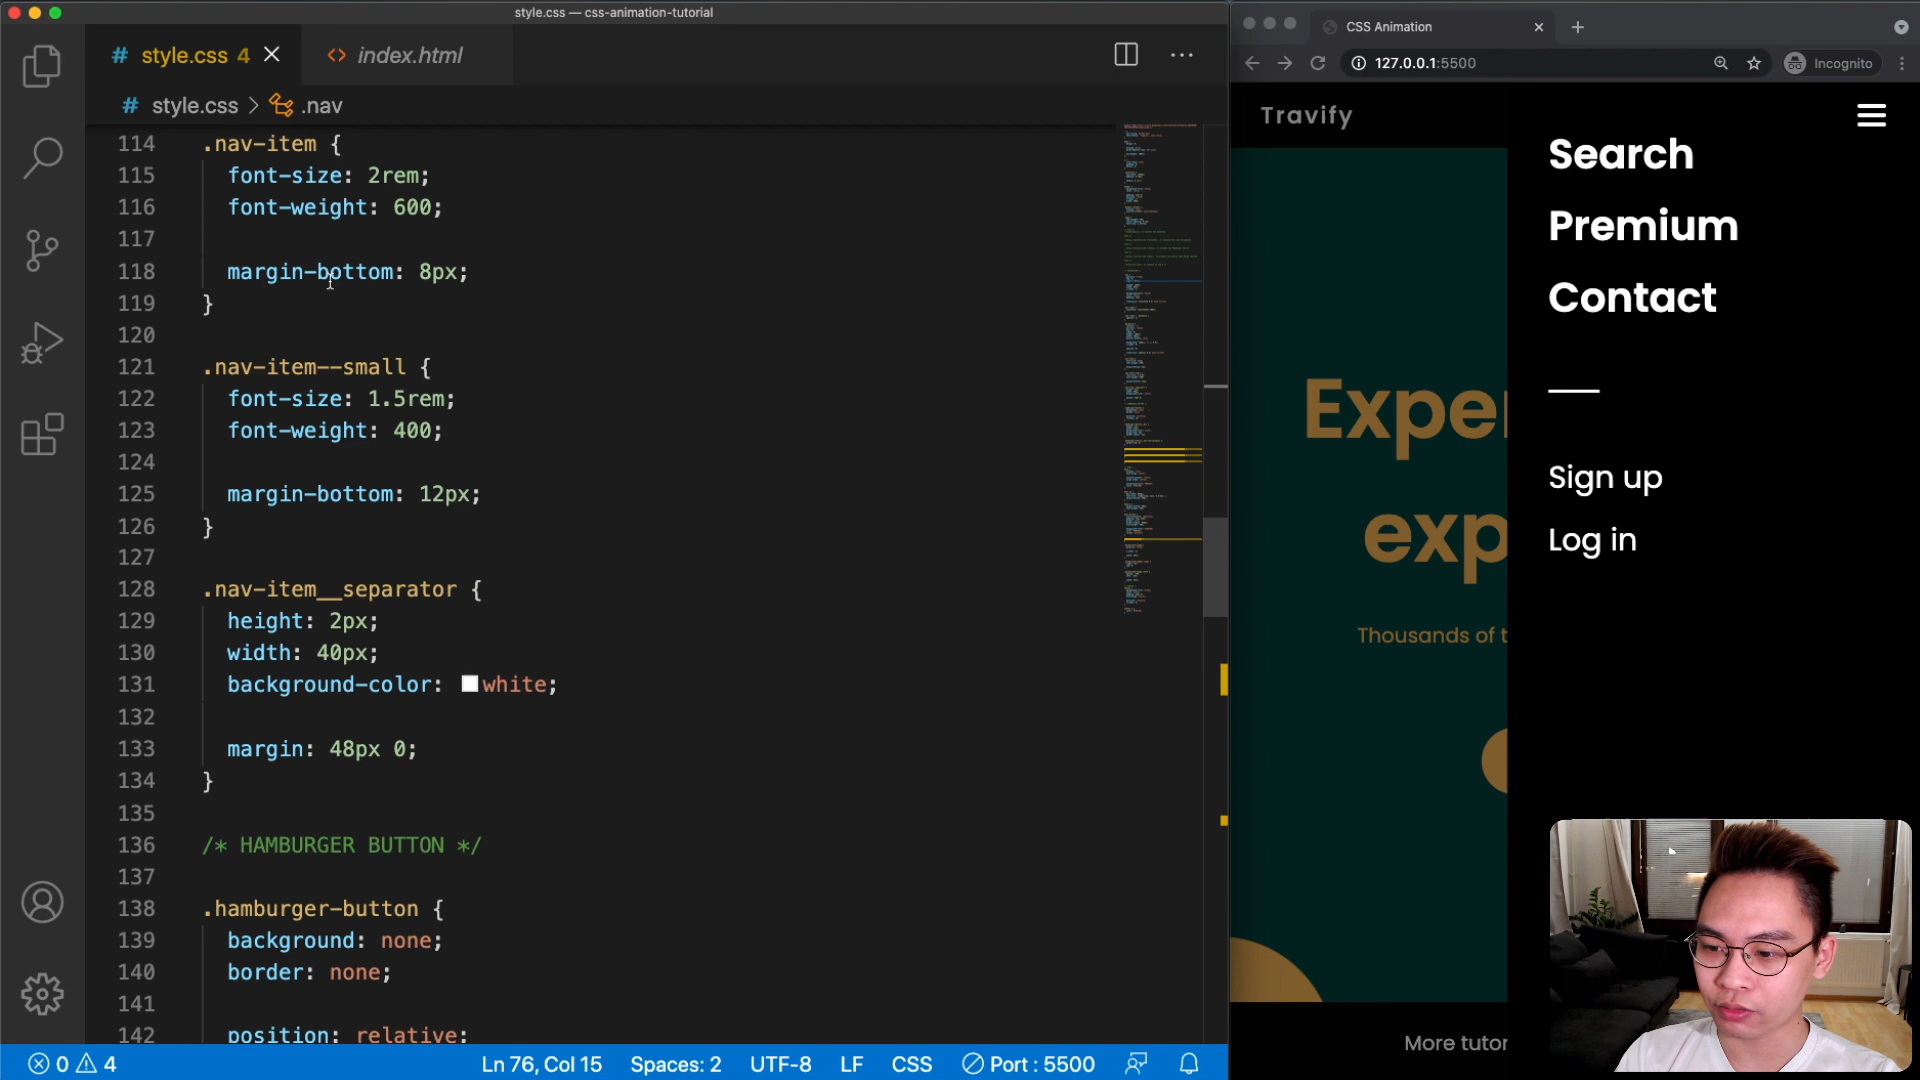 style.css — css-animation-tutorial
# style.css 4
<> index.html
# style.css > .nav
114 .nav-item {
115 font-size: 2rem;
116 font-weight: 600;
117
118 margin-bottom: 8px;
119 }
120
121 .nav-item--small {
122 font-size: 1.5rem;
123 font-weight: 400;
124
125 margin-bottom: 12px;
126 }
127
128 .nav-item__separator {
129 height: 2px;
130 width: 40px;
131 background-color: white;
132
133 margin: 48px 0;
134 }
135
136 /* HAMBURGER BUTTON */
137
138 .hamburger-button {
139 background: none;
140 border: none;
141
142 position: relative;
0 4
Ln 76, Col 15
Spaces: 2
UTF-8
LF
CSS
Port : 5500
CSS Animation
127.0.0.1:5500
Incognito
Travify
Search
Premium
Contact
Sign up
Log in
Exper
exp
Thousands of t
More tutor